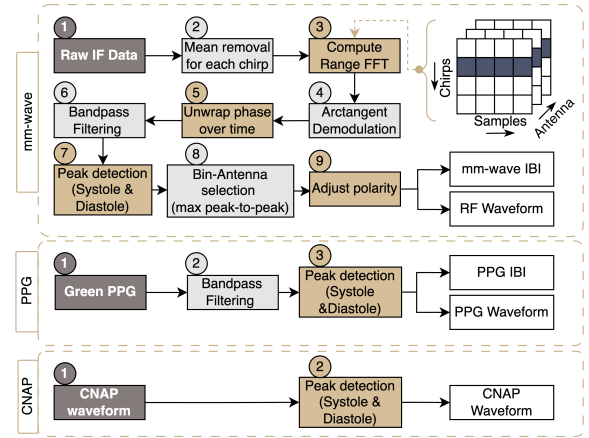 mm-wave
1
Raw IF Data
2
Mean removal
for each chirp
3
Compute
Range FFT
Chirps
Samples
Antenna
4
Arctangent
Demodulation
5
Unwrap phase
over time
6
Bandpass
Filtering
7
Peak detection
(Systole &
Diastole)
8
Bin-Antenna
selection
(max peak-to-peak)
9
Adjust polarity
mm-wave IBI
RF Waveform
PPG
1
Green PPG
2
Bandpass
Filtering
3
Peak detection
(Systole
&Diastole)
PPG IBI
PPG Waveform
CNAP
1
CNAP
waveform
2
Peak detection
(Systole &
Diastole)
CNAP
Waveform